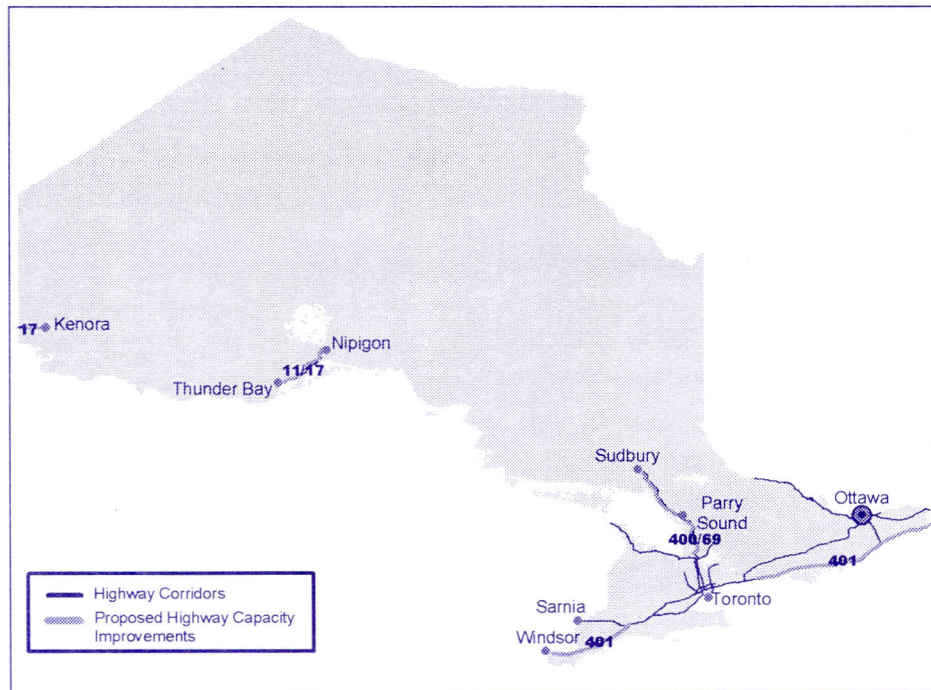 17
Kenora
Nipigon
11/17
Thunder Bay
Sudbury
Parry
Sound
Ottawa
400/69
401
Toronto
Sarnia
Windsor
401
Highway Corridors
Proposed Highway Capacity
Improvements